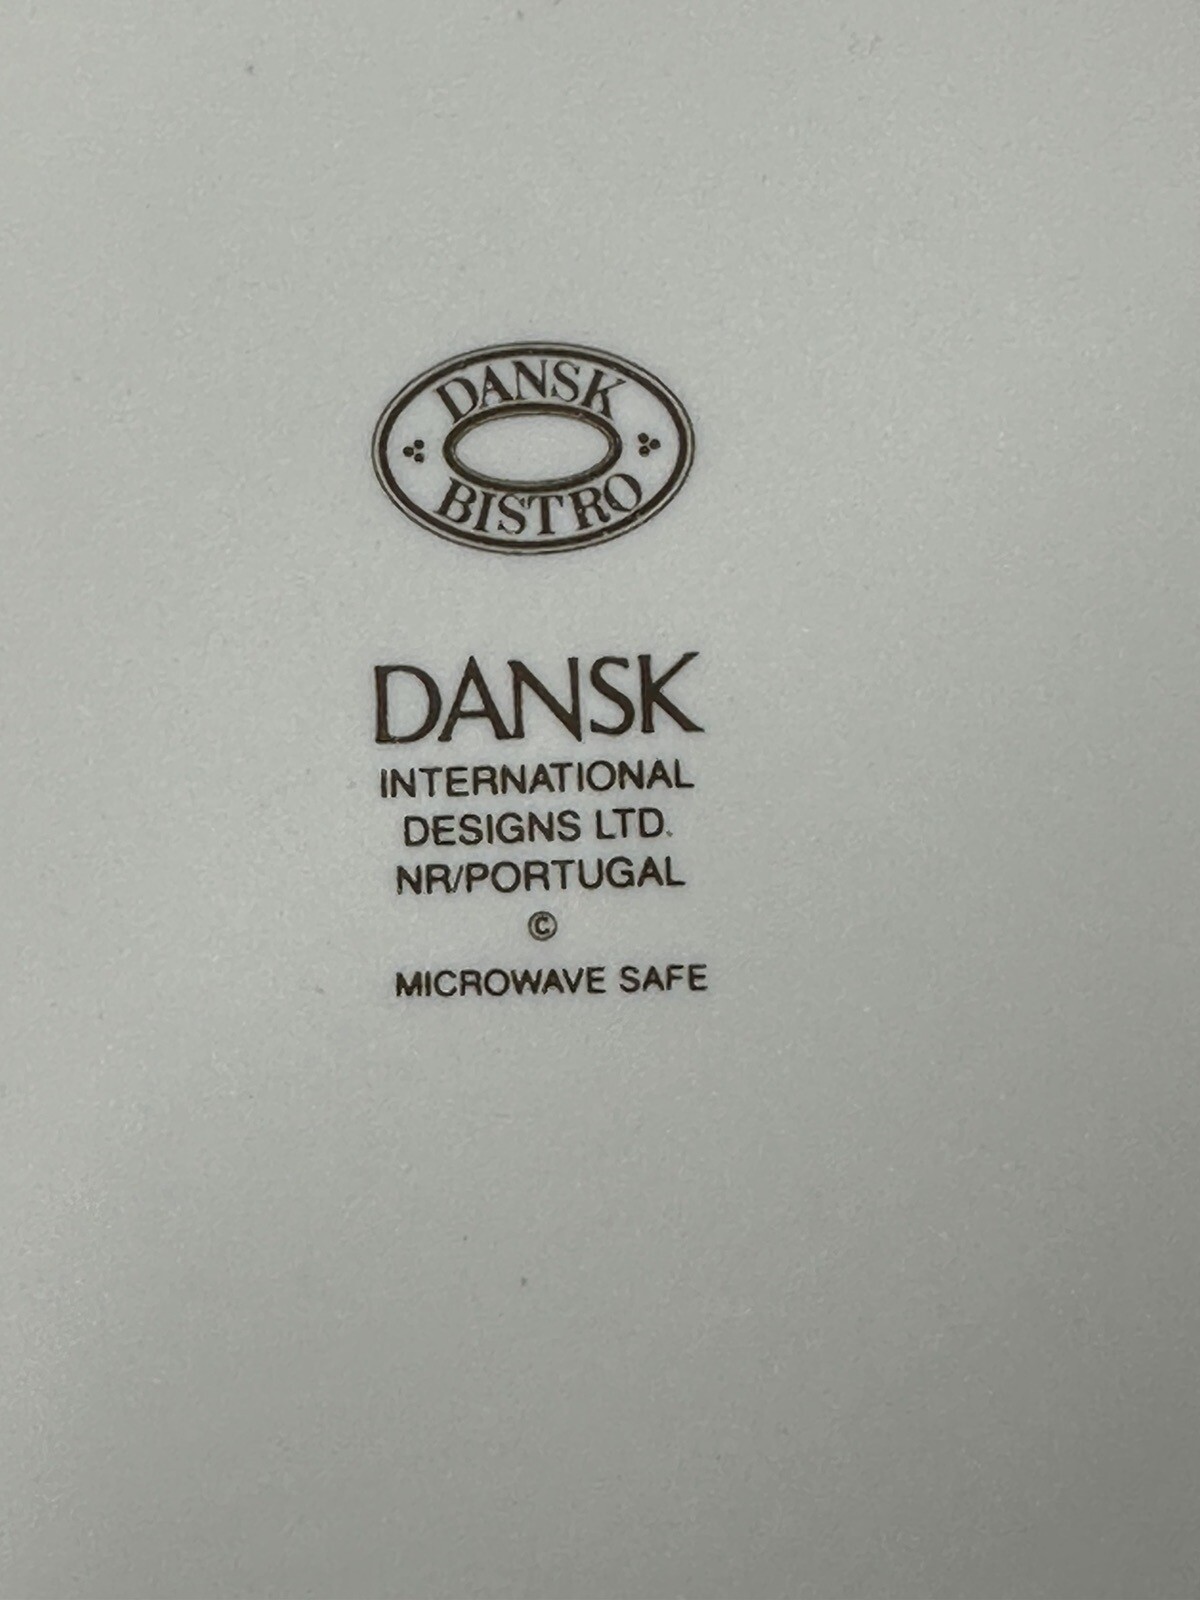 DANSK
BISTRO
DANSK
INTERNATIONAL
DESIGNS LTD.
NR/PORTUGAL
©
MICROWAVE SAFE